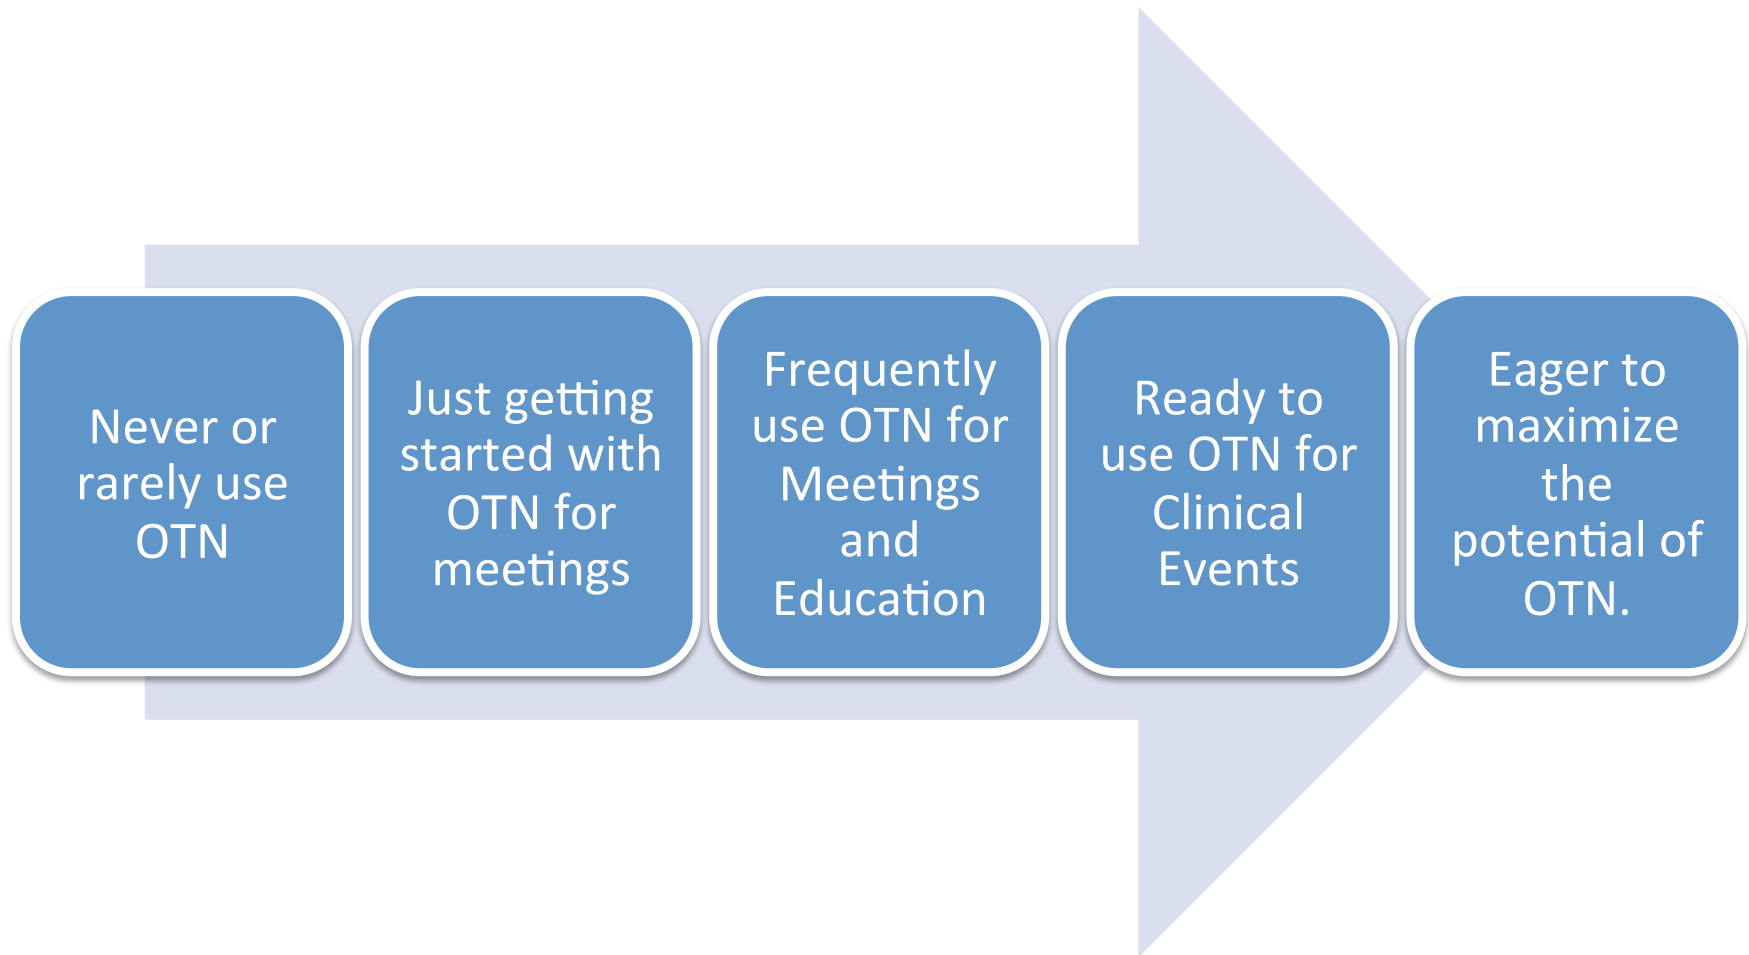 Never or
rarely use
OTN
Just getting
started with
OTN for
meetings
Frequently
use OTN for
Meetings
and
Education
Ready to
use OTN for
Clinical
Events
Eager to
maximize
the
potential of
OTN.